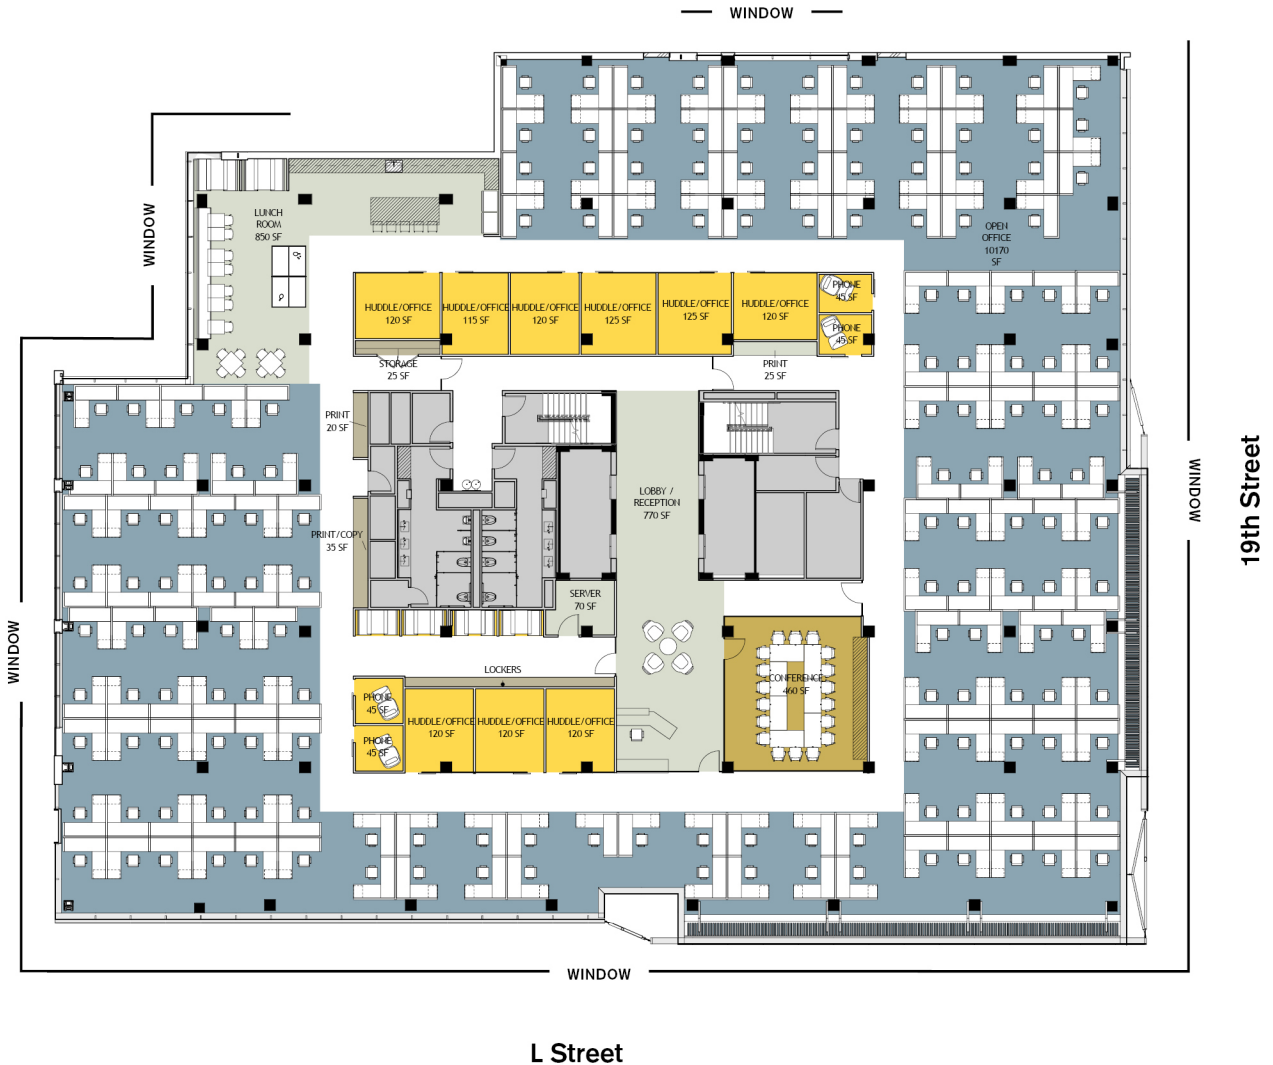 WINDOW
WINDOW
LUNCH
ROOM
850 SF
OPEN
OFFICE
10170
SF
HUDDLE/OFFICE
120 SF
HUDDLE/OFFICE
115 SF
HUDDLE/OFFICE
120 SF
HUDDLE/OFFICE
125 SF
HUDDLE/OFFICE
125 SF
HUDDLE/OFFICE
120 SF
PHONE
45 SF
PHONE
45 SF
STORAGE
25 SF
PRINT
25 SF
PRINT
20 SF
LOBBY /
RECEPTION
770 SF
WINDOW
19th Street
PRINT/COPY
35 SF
SERVER
70 SF
WINDOW
LOCKERS
CONFERENCE
460 SF
PHONE
45 SF
PHONE
45 SF
HUDDLE/OFFICE
120 SF
HUDDLE/OFFICE
120 SF
HUDDLE/OFFICE
120 SF
WINDOW
L Street